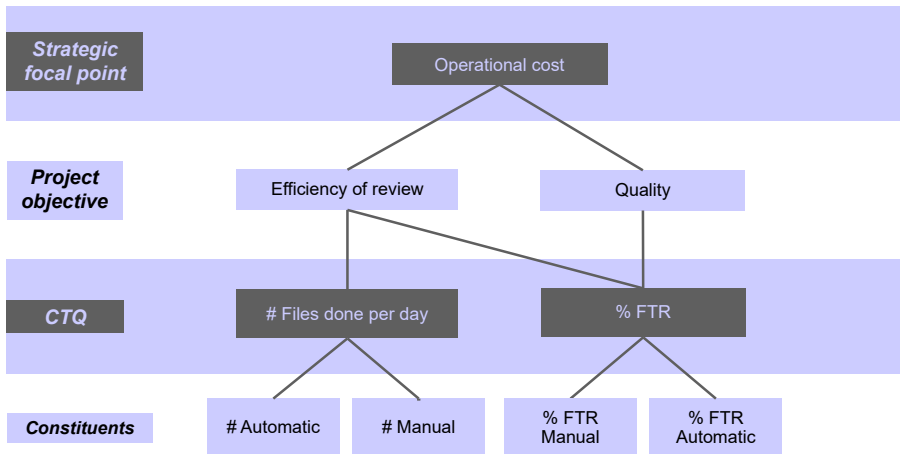 Strategic
focal point
Operational cost
Project
objective
Efficiency of review
Quality
CTQ
# Files done per day
% FTR
Constituents
# Automatic
# Manual
% FTR
Manual
% FTR
Automatic